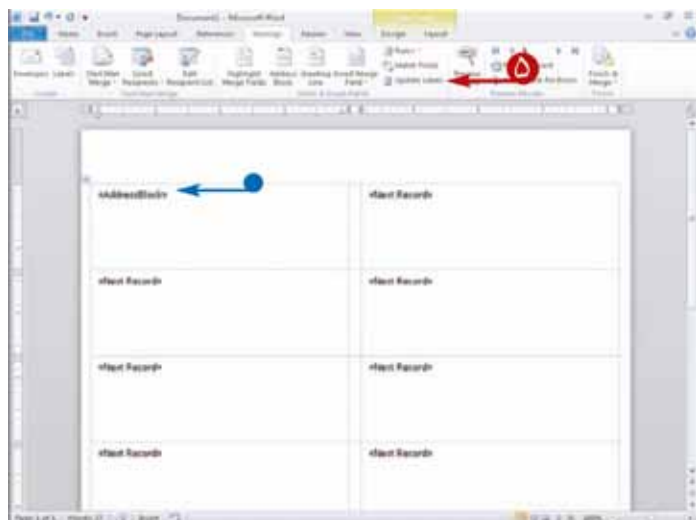 Document1 - Microsoft Word
Home Insert Page Layout References Mailings Review View Design Layout
Envelopes Labels Start Mail Merge Select Recipients Edit Recipient List Highlight Merge Fields Address Block Greeting Line Insert Merge Field Rules Match Fields Update Labels Finish & Merge
۵
«AddressBlock» «Next Record»
«Next Record» «Next Record»
«Next Record» «Next Record»
«Next Record» «Next Record»